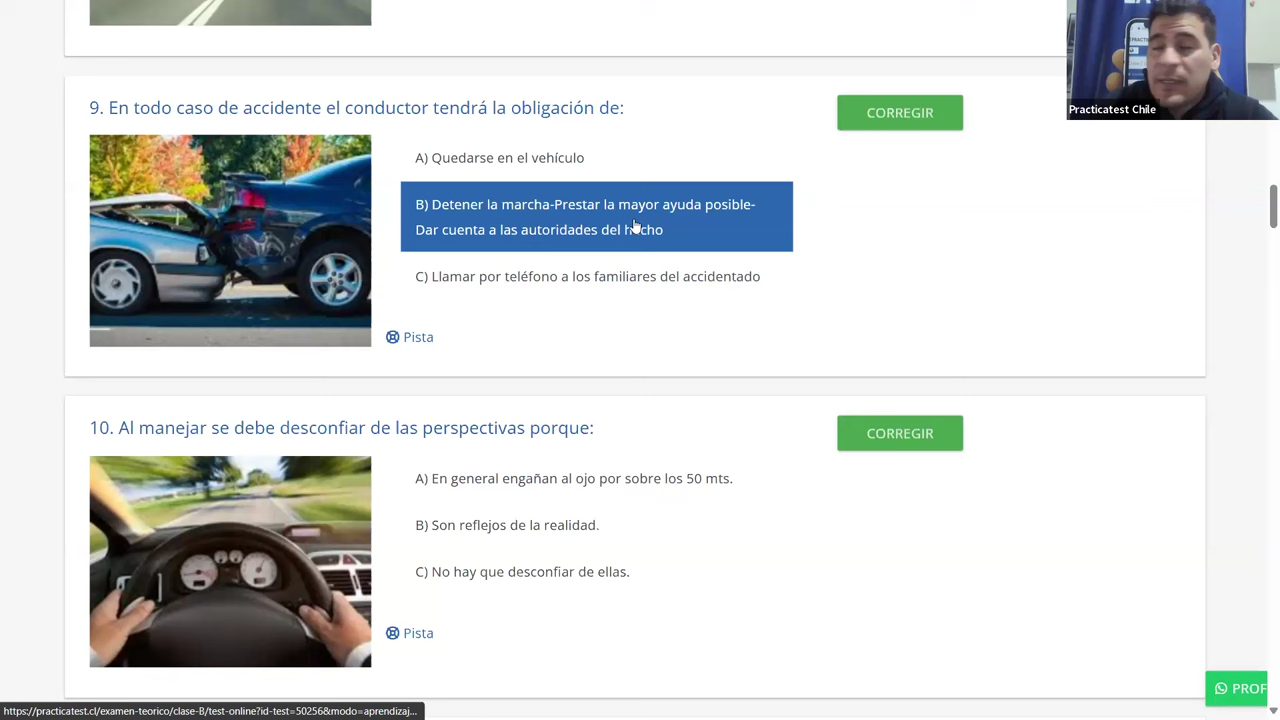 Practicatest Chile
9. En todo caso de accidente el conductor tendrá la obligación de:
CORREGIR
A) Quedarse en el vehículo
B) Detener la marcha-Prestar la mayor ayuda posible-
Dar cuenta a las autoridades del hecho
C) Llamar por teléfono a los familiares del accidentado
Pista
10. Al manejar se debe desconfiar de las perspectivas porque:
CORREGIR
A) En general engañan al ojo por sobre los 50 mts.
B) Son reflejos de la realidad.
C) No hay que desconfiar de ellas.
Pista
PROF
https://practicatest.cl/examen-teorico/clase-B/test-online?id-test=50256&modo=aprendizaj...